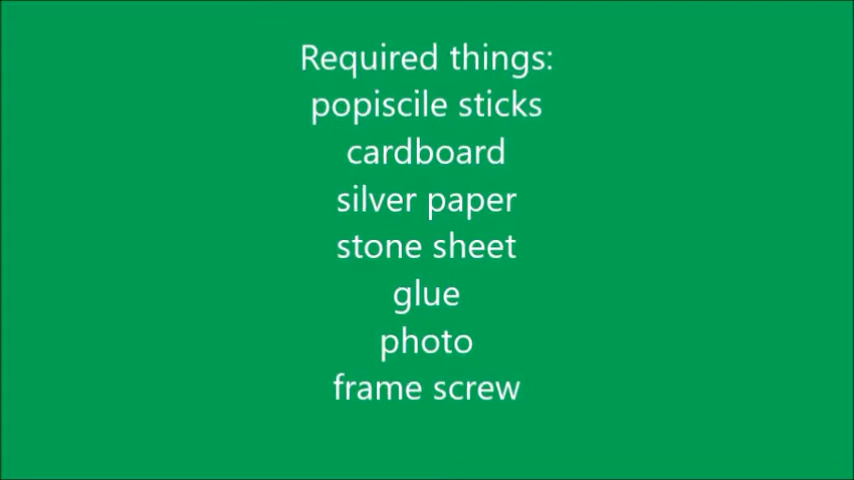 Required things:
popiscile sticks
cardboard
silver paper
stone sheet
glue
photo
frame screw